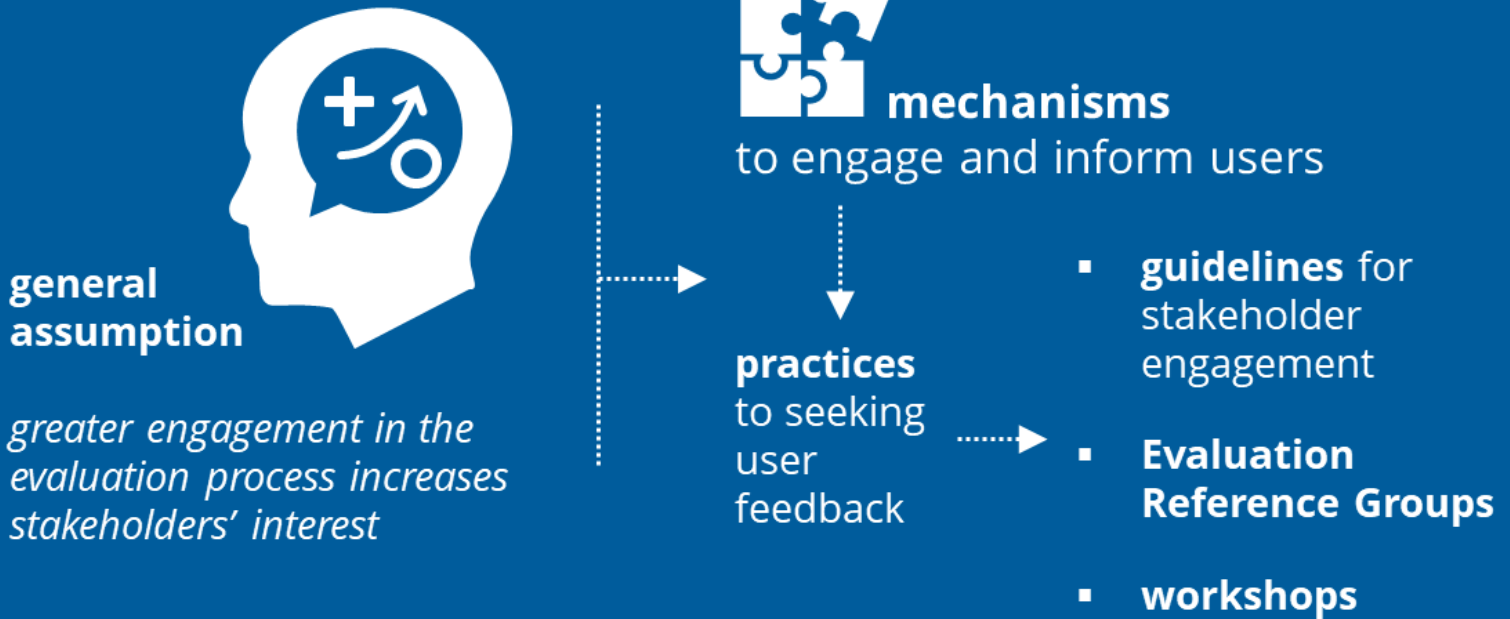 general
assumption
greater engagement in the
evaluation process increases
stakeholders’ interest
mechanisms
to engage and inform users
practices
to seeking
user
feedback
▪ guidelines for
stakeholder
engagement
▪ Evaluation
Reference Groups
▪ workshops